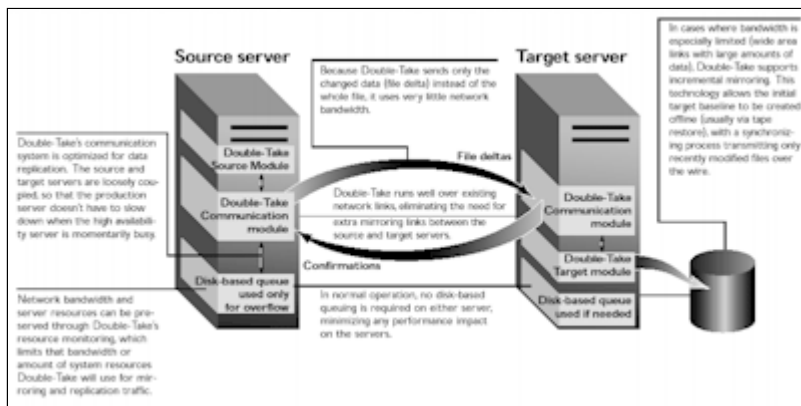 Source server
Target server
Because Double-Take sends only the
changed data (file delta) instead of the
whole file, it uses very little network
bandwidth.
In cases where bandwidth is
especially limited (wide area
links with large amounts of
data), Double-Take supports
incremental mirroring. This
technology allows the initial
target baseline to be created
offline (usually via tape
restore), with a synchroniz-
ing process transmitting only
recently modified files over
the wire.
Double-Take's communication
system is optimized for data
replication. The source and
target servers are loosely cou-
pled, so that the production
server doesn't have to slow
down when the high availabili-
ty server is momentarily busy.
Double-Take
Source Module
File deltas
Double-Take
Communication
module
Double-Take runs well over existing
network links, eliminating the need for
extra mirroring links between the
source and target servers.
Double-Take
Communication
module
Confirmations
Double-Take
Target module
Disk-based queue
used only
for overflow
Disk-based queue
used if needed
In normal operation, no disk-based
queuing is required on either server,
minimizing any performance impact
on the servers.
Network bandwidth and
server resources can be pre-
served through Double-Take's
resource monitoring, which
limits that bandwidth or
amount of system resources
Double-Take will use for mir-
roring and replication traffic.